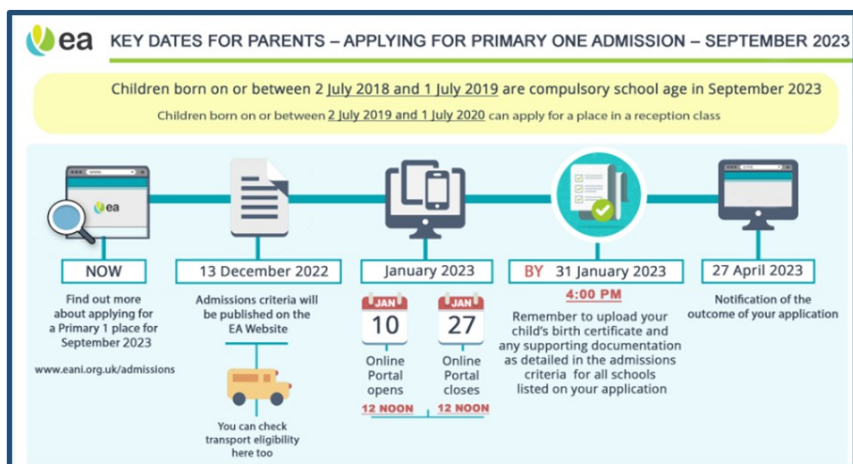 ea KEY DATES FOR PARENTS – APPLYING FOR PRIMARY ONE ADMISSION – SEPTEMBER 2023
Children born on or between 2 July 2018 and 1 July 2019 are compulsory school age in September 2023
Children born on or between 2 July 2019 and 1 July 2020 can apply for a place in a reception class
ea
NOW
Find out more
about applying for
a Primary 1 place for
September 2023
www.eani.org.uk/admissions
13 December 2022
Admissions criteria will
be published on the
EA Website
You can check
transport eligibility
here too
January 2023
JAN
10
Online
Portal
opens
12 NOON
JAN
27
Online
Portal
closes
12 NOON
BY 31 January 2023
4:00 PM
Remember to upload your
child's birth certificate and
any supporting documentation
as detailed in the admissions
criteria for all schools
listed on your application
27 April 2023
Notification of the
outcome of your application